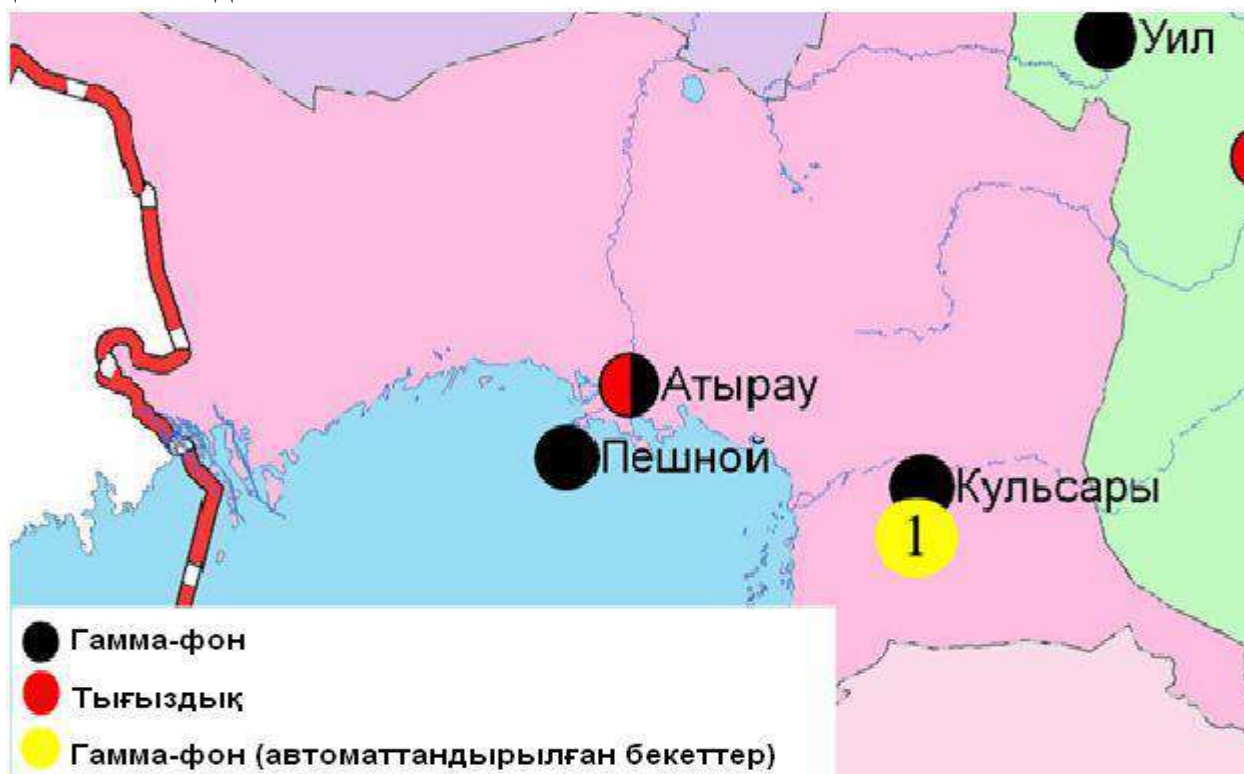 Уил
Атырау
Пешной
Кульсары
1
Гамма-фон
Тығыздық
Гамма-фон (автоматтандырылған бекеттер)